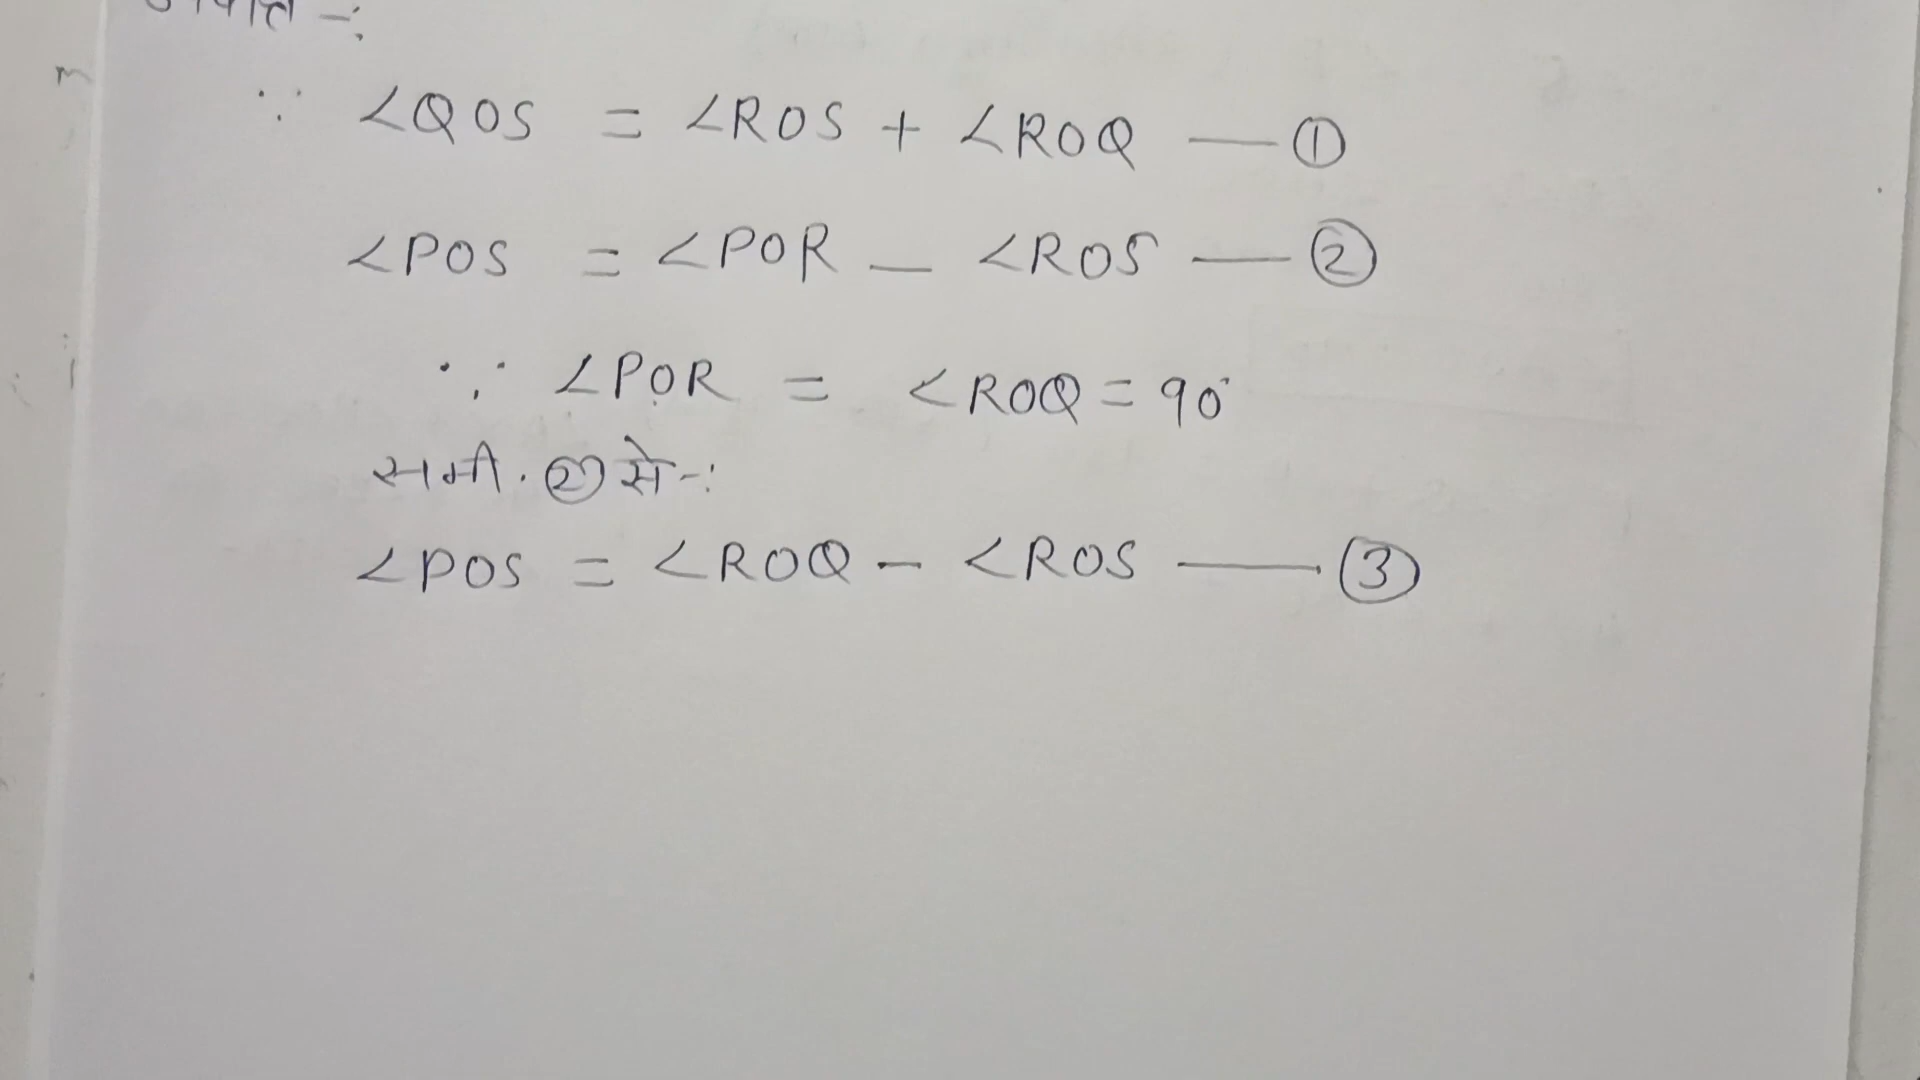 ∵ ∠QOS = ∠ROS + ∠ROQ — ①
∠POS = ∠POR — ∠ROS — ②
∵ ∠POR = ∠ROQ = 90°
समी. ② से -:
∠POS = ∠ROQ - ∠ROS — ③